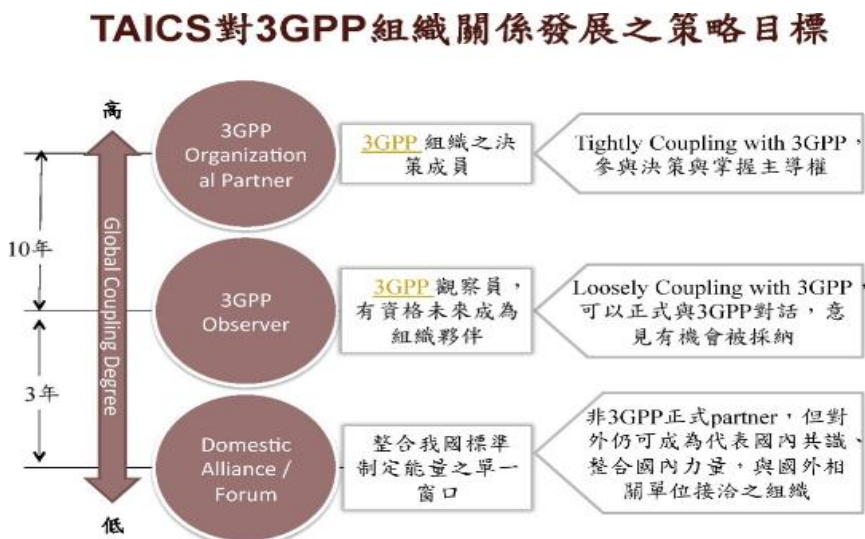 TAICS對3GPP組織關係發展之策略目標
高
3GPP
Organization
al Partner
3GPP 組織之決
策成員
Tightly Coupling with 3GPP，
參與決策與掌握主導權
10年
Global Coupling Degree
3GPP
Observer
3GPP 觀察員，
有資格未來成為
組織夥伴
Loosely Coupling with 3GPP，
可以正式與3GPP對話，意
見有機會被採納
3年
Domestic
Alliance /
Forum
整合我國標準
制定能量之單一
窗口
非3GPP正式partner，但對
外仍可成為代表國內共識、
整合國內力量，與國外相
關單位接洽之組織
低